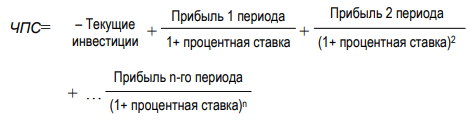 ЧПС= – Текущие инвестиции + Прибыль 1 периода / 1+ процентная ставка + Прибыль 2 периода / (1+ процентная ставка)²
+ ... Прибыль n-го периода / (1+ процентная ставка)ⁿ